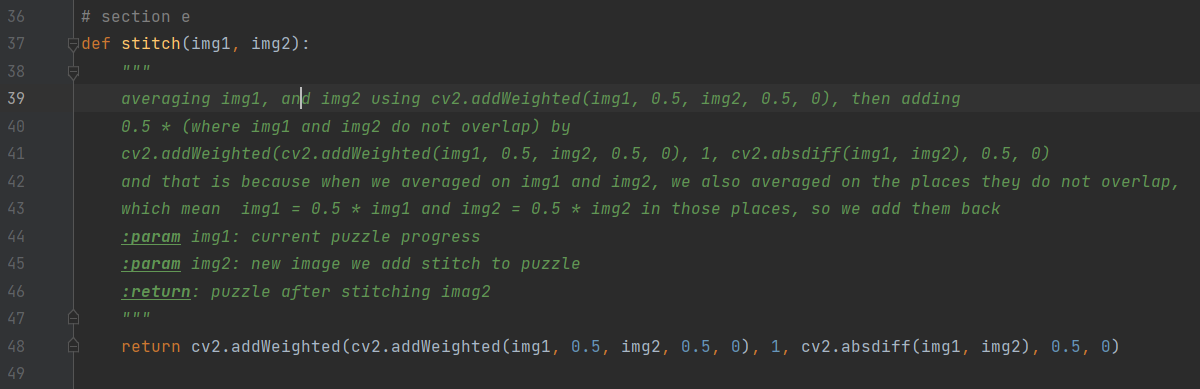 36 # section e
37 def stitch(img1, img2):
38 """
39 averaging img1, and img2 using cv2.addWeighted(img1, 0.5, img2, 0.5, 0), then adding
40 0.5 * (where img1 and img2 do not overlap) by
41 cv2.addWeighted(cv2.addWeighted(img1, 0.5, img2, 0.5, 0), 1, cv2.absdiff(img1, img2), 0.5, 0)
42 and that is because when we averaged on img1 and img2, we also averaged on the places they do not overlap,
43 which mean  img1 = 0.5 * img1 and img2 = 0.5 * img2 in those places, so we add them back
44 :param img1: current puzzle progress
45 :param img2: new image we add stitch to puzzle
46 :return: puzzle after stitching imag2
47 """
48 return cv2.addWeighted(cv2.addWeighted(img1, 0.5, img2, 0.5, 0), 1, cv2.absdiff(img1, img2), 0.5, 0)
49